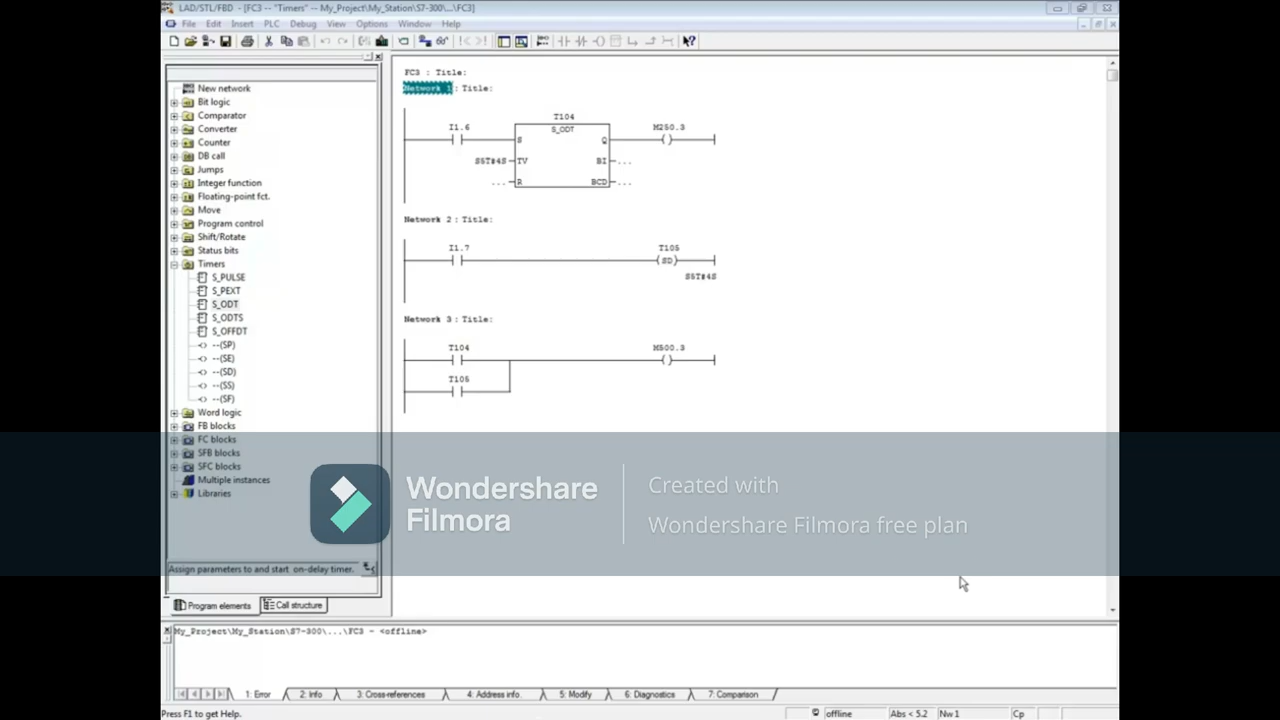 LAD/STL/FBD - [FC3 -- "Timers" -- My_Project\My_Station\S7-300\...\FC3]
File Edit Insert PLC Debug View Options Window Help
New network
Bit logic
Comparator
Converter
Counter
DB call
Jumps
Integer function
Floating-point fct.
Move
Program control
Shift/Rotate
Status bits
Timers
S_PULSE
S_PEXT
S_ODT
S_ODTS
S_OFFDT
--(SP)
--(SE)
--(SD)
--(SS)
--(SF)
Word logic
FB blocks
FC blocks
SFB blocks
SFC blocks
Multiple instances
Libraries
Assign parameters to and start on-delay timer.
Program elements Call structure
FC3 : Title:
Network 1: Title:
T104
I1.6 S_ODT M250.3
S Q ( )
S5T#4S TV BI ...
... R BCD ...
Network 2: Title:
I1.7 T105
(SD)
S5T#4S
Network 3: Title:
T104 M500.3
( )
T105
Wondershare
Filmora
Created with
Wondershare Filmora free plan
My_Project\My_Station\S7-300\...\FC3 - <offline>
1: Error 2: Info 3: Cross-references 4: Address info. 5: Modify 6: Diagnostics 7: Comparison
Press F1 to get Help. offline Abs < 5.2 Nw 1 Cp